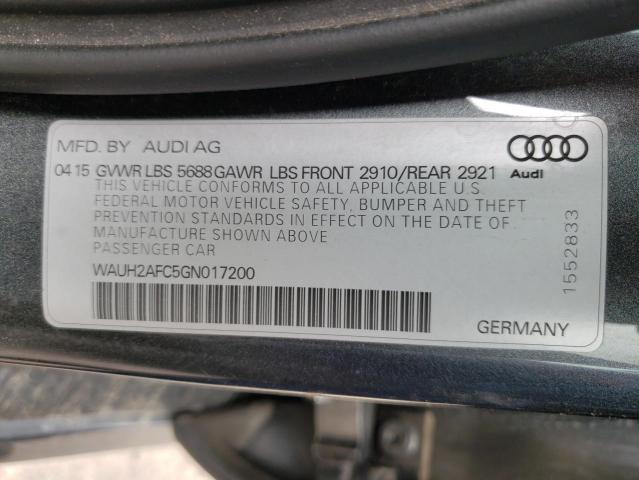 MFD. BY AUDI AG
04 15 GVWR LBS 5688 GAWR LBS FRONT 2910/REAR 2921
THIS VEHICLE CONFORMS TO ALL APPLICABLE U.S.
FEDERAL MOTOR VEHICLE SAFETY, BUMPER AND THEFT
PREVENTION STANDARDS IN EFFECT ON THE DATE OF
MANUFACTURE SHOWN ABOVE
PASSENGER CAR
WAUH2AFC5GN017200
Audi
1552833
GERMANY